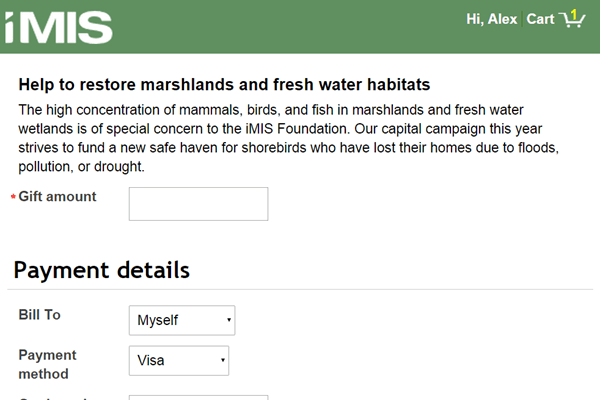 iMIS
Hi, Alex Cart 1
Help to restore marshlands and fresh water habitats
The high concentration of mammals, birds, and fish in marshlands and fresh water
wetlands is of special concern to the iMIS Foundation. Our capital campaign this year
strives to fund a new safe haven for shorebirds who have lost their homes due to floods,
pollution, or drought.
* Gift amount
Payment details
Bill To Myself
Payment
method Visa